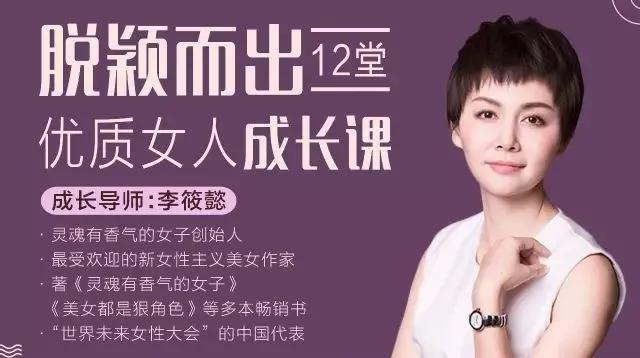 脱颖而出12堂
优质女人成长课
成长导师:李筱懿
·灵魂有香气的女子创始人
·最受欢迎的新女性主义美女作家
·著《灵魂有香气的女子》
《美女都是狠角色》等多本畅销书
·“世界未来女性大会”的中国代表